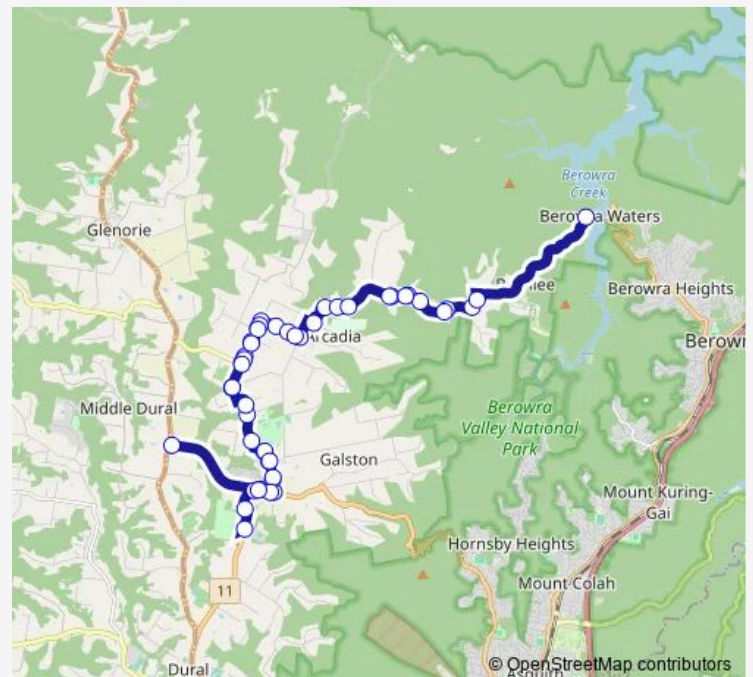 Berowra
Creek
Glenorie
Berowra Waters
Berowra Heights
Arcadia
Middle Dural
Berowra
Valley National
Park
Galston
Mount Kuring-
Gai
Hornsby Heights
11
Mount Colah
Dural
© OpenStreetMap contributors